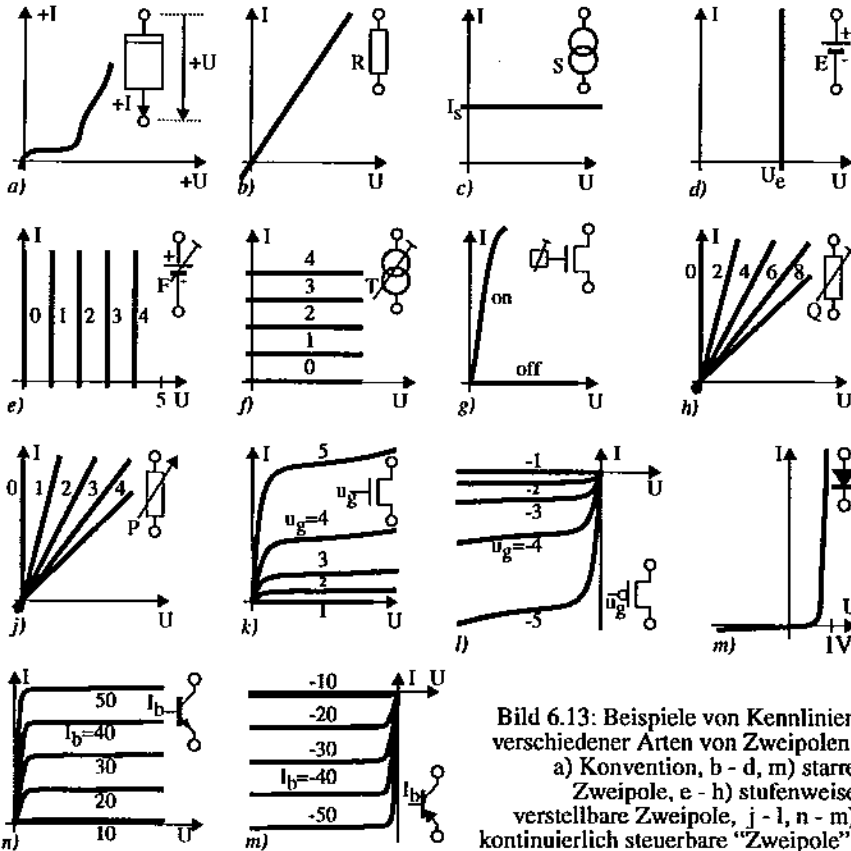 +I
+U
+I
+U
a)
I
R
U
b)
I
S
I_s
U
c)
I
+
E
-
U_e
U
d)
I
+
F
-
0 1 2 3 4
5 U
e)
I
4
T
3
2
1
0
U
f)
I
on
off
U
g)
I
0 2 4 6 8
Q
U
h)
I
0 1 2 3 4
P
U
j)
I
5
u_g
u_g=4
3
2
1
U
k)
I
-1
U
-2
-3
u_g=-4
u_g
-5
l)
I
U
1V
m)
I
50
I_b
I_b=40
30
20
10
U
n)
I U
-10
-20
-30
I_b=-40
I_b
-50
m)
Bild 6.13: Beispiele von Kennlinien
verschiedener Arten von Zweipolen.
a) Konvention, b - d, m) starre
Zweipole, e - h) stufenweise
verstellbare Zweipole, j - l, n - m)
kontinuierlich steuerbare "Zweipole"